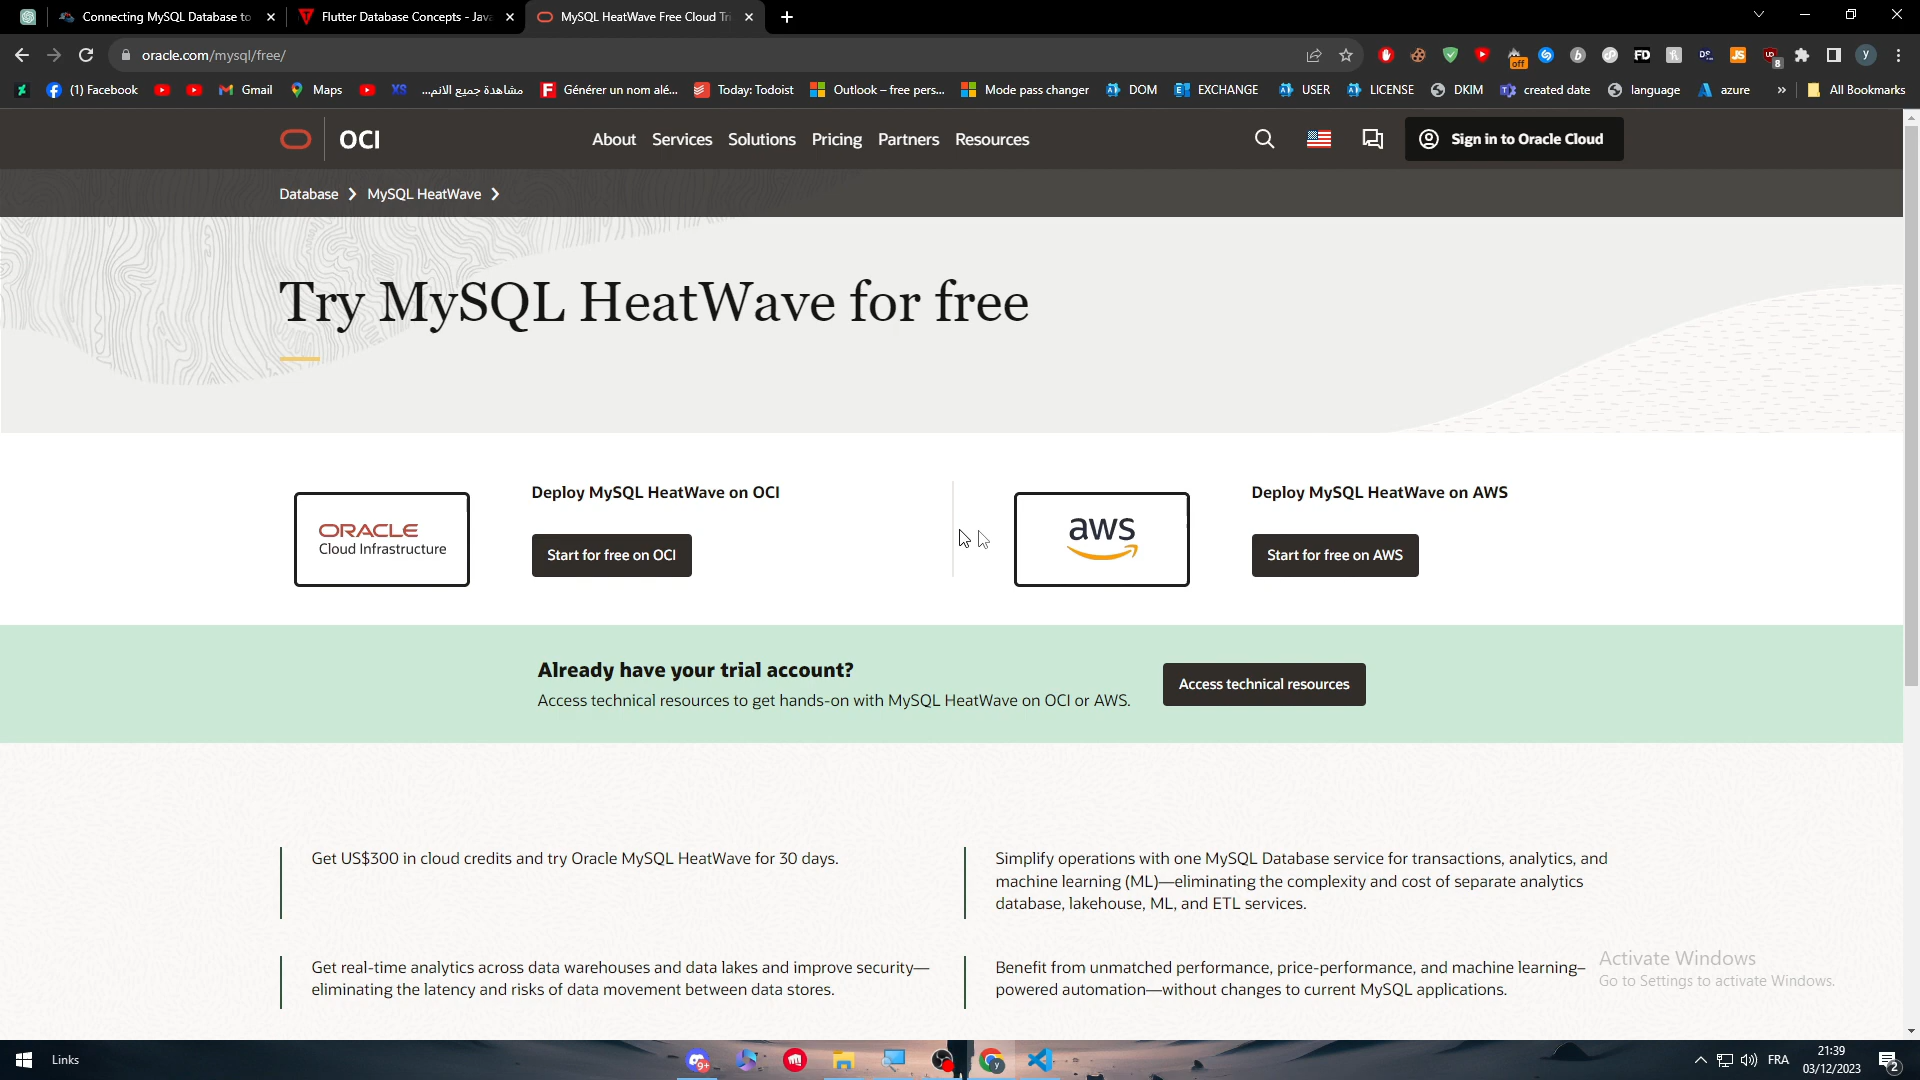 Connecting MySQL Database to
Flutter Database Concepts - Java
MySQL HeatWave Free Cloud Tr
oracle.com/mysql/free/
off
FD
JS
8
y
(1) Facebook
Gmail
Maps
XS
مشاهدة جميع الانم...
Générer un nom alé...
Today: Todoist
Outlook – free pers...
Mode pass changer
DOM
EXCHANGE
USER
LICENSE
DKIM
created date
language
azure
»
All Bookmarks
OCI
About
Services
Solutions
Pricing
Partners
Resources
Sign in to Oracle Cloud
Database
MySQL HeatWave
Try MySQL HeatWave for free
ORACLE
Cloud Infrastructure
Deploy MySQL HeatWave on OCI
Start for free on OCI
aws
Deploy MySQL HeatWave on AWS
Start for free on AWS
Already have your trial account?
Access technical resources to get hands-on with MySQL HeatWave on OCI or AWS.
Access technical resources
Get US$300 in cloud credits and try Oracle MySQL HeatWave for 30 days.
Simplify operations with one MySQL Database service for transactions, analytics, and
machine learning (ML)—eliminating the complexity and cost of separate analytics
database, lakehouse, ML, and ETL services.
Get real-time analytics across data warehouses and data lakes and improve security—
eliminating the latency and risks of data movement between data stores.
Benefit from unmatched performance, price-performance, and machine learning–
powered automation—without changes to current MySQL applications.
Activate Windows
Go to Settings to activate Windows.
Links
9+
y
FRA
21:39
03/12/2023
2